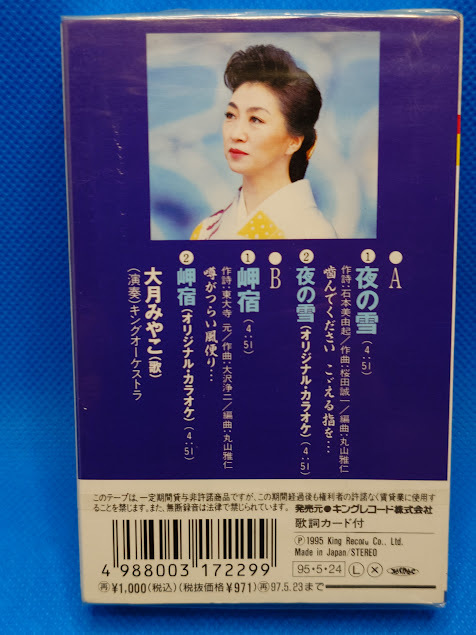 ●A
①夜の雪(4:51)
作詩:石本美由起/作曲:桜田誠一/編曲:丸山雅仁
噛んでください こごえる指を…
②夜の雪(オリジナル・カラオケ)(4:51)
●B
①岬宿(4:51)
作詩:東大寺 元/作曲:大沢浄二/編曲:丸山雅仁
噂がつらい風便り…
②岬宿(オリジナル・カラオケ)(4:51)
大月みやこ(歌)
(演奏)キングオーケストラ
このテープは、一定期間貸与非許諾商品ですが、この期間経過後も権利者の許諾なく賃貸業に使用す
ることを禁じます。また、無断録音は法律で禁じられています。
発売元●キングレコード株式会社
歌詞カード付
Ⓟ1995 King Record Co., Ltd.
Made in Japan/STEREO
95・5・24 L X
4 988003 172299
再 ¥1,000(税込)(税抜価格¥971)再97.5.23まで